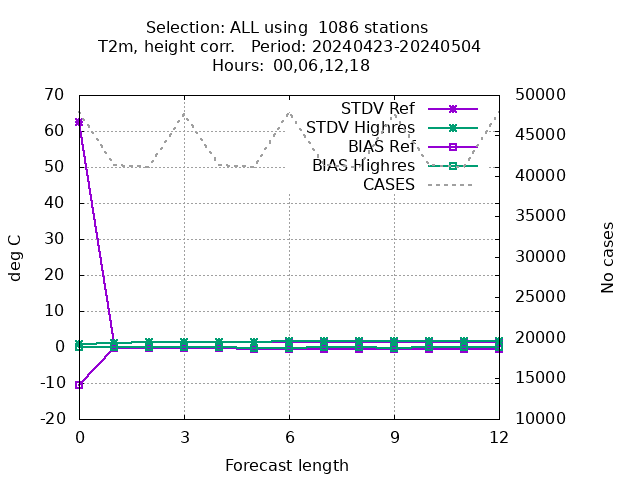 Selection: ALL using  1086 stations
T2m, height corr.   Period: 20240423-20240504
Hours:  00,06,12,18
70
60
50
40
30
20
10
0
-10
-20
deg C
50000
45000
40000
35000
30000
25000
20000
15000
10000
No cases
STDV Ref
STDV Highres
BIAS Ref
BIAS Highres
CASES
0 3 6 9 12
Forecast length